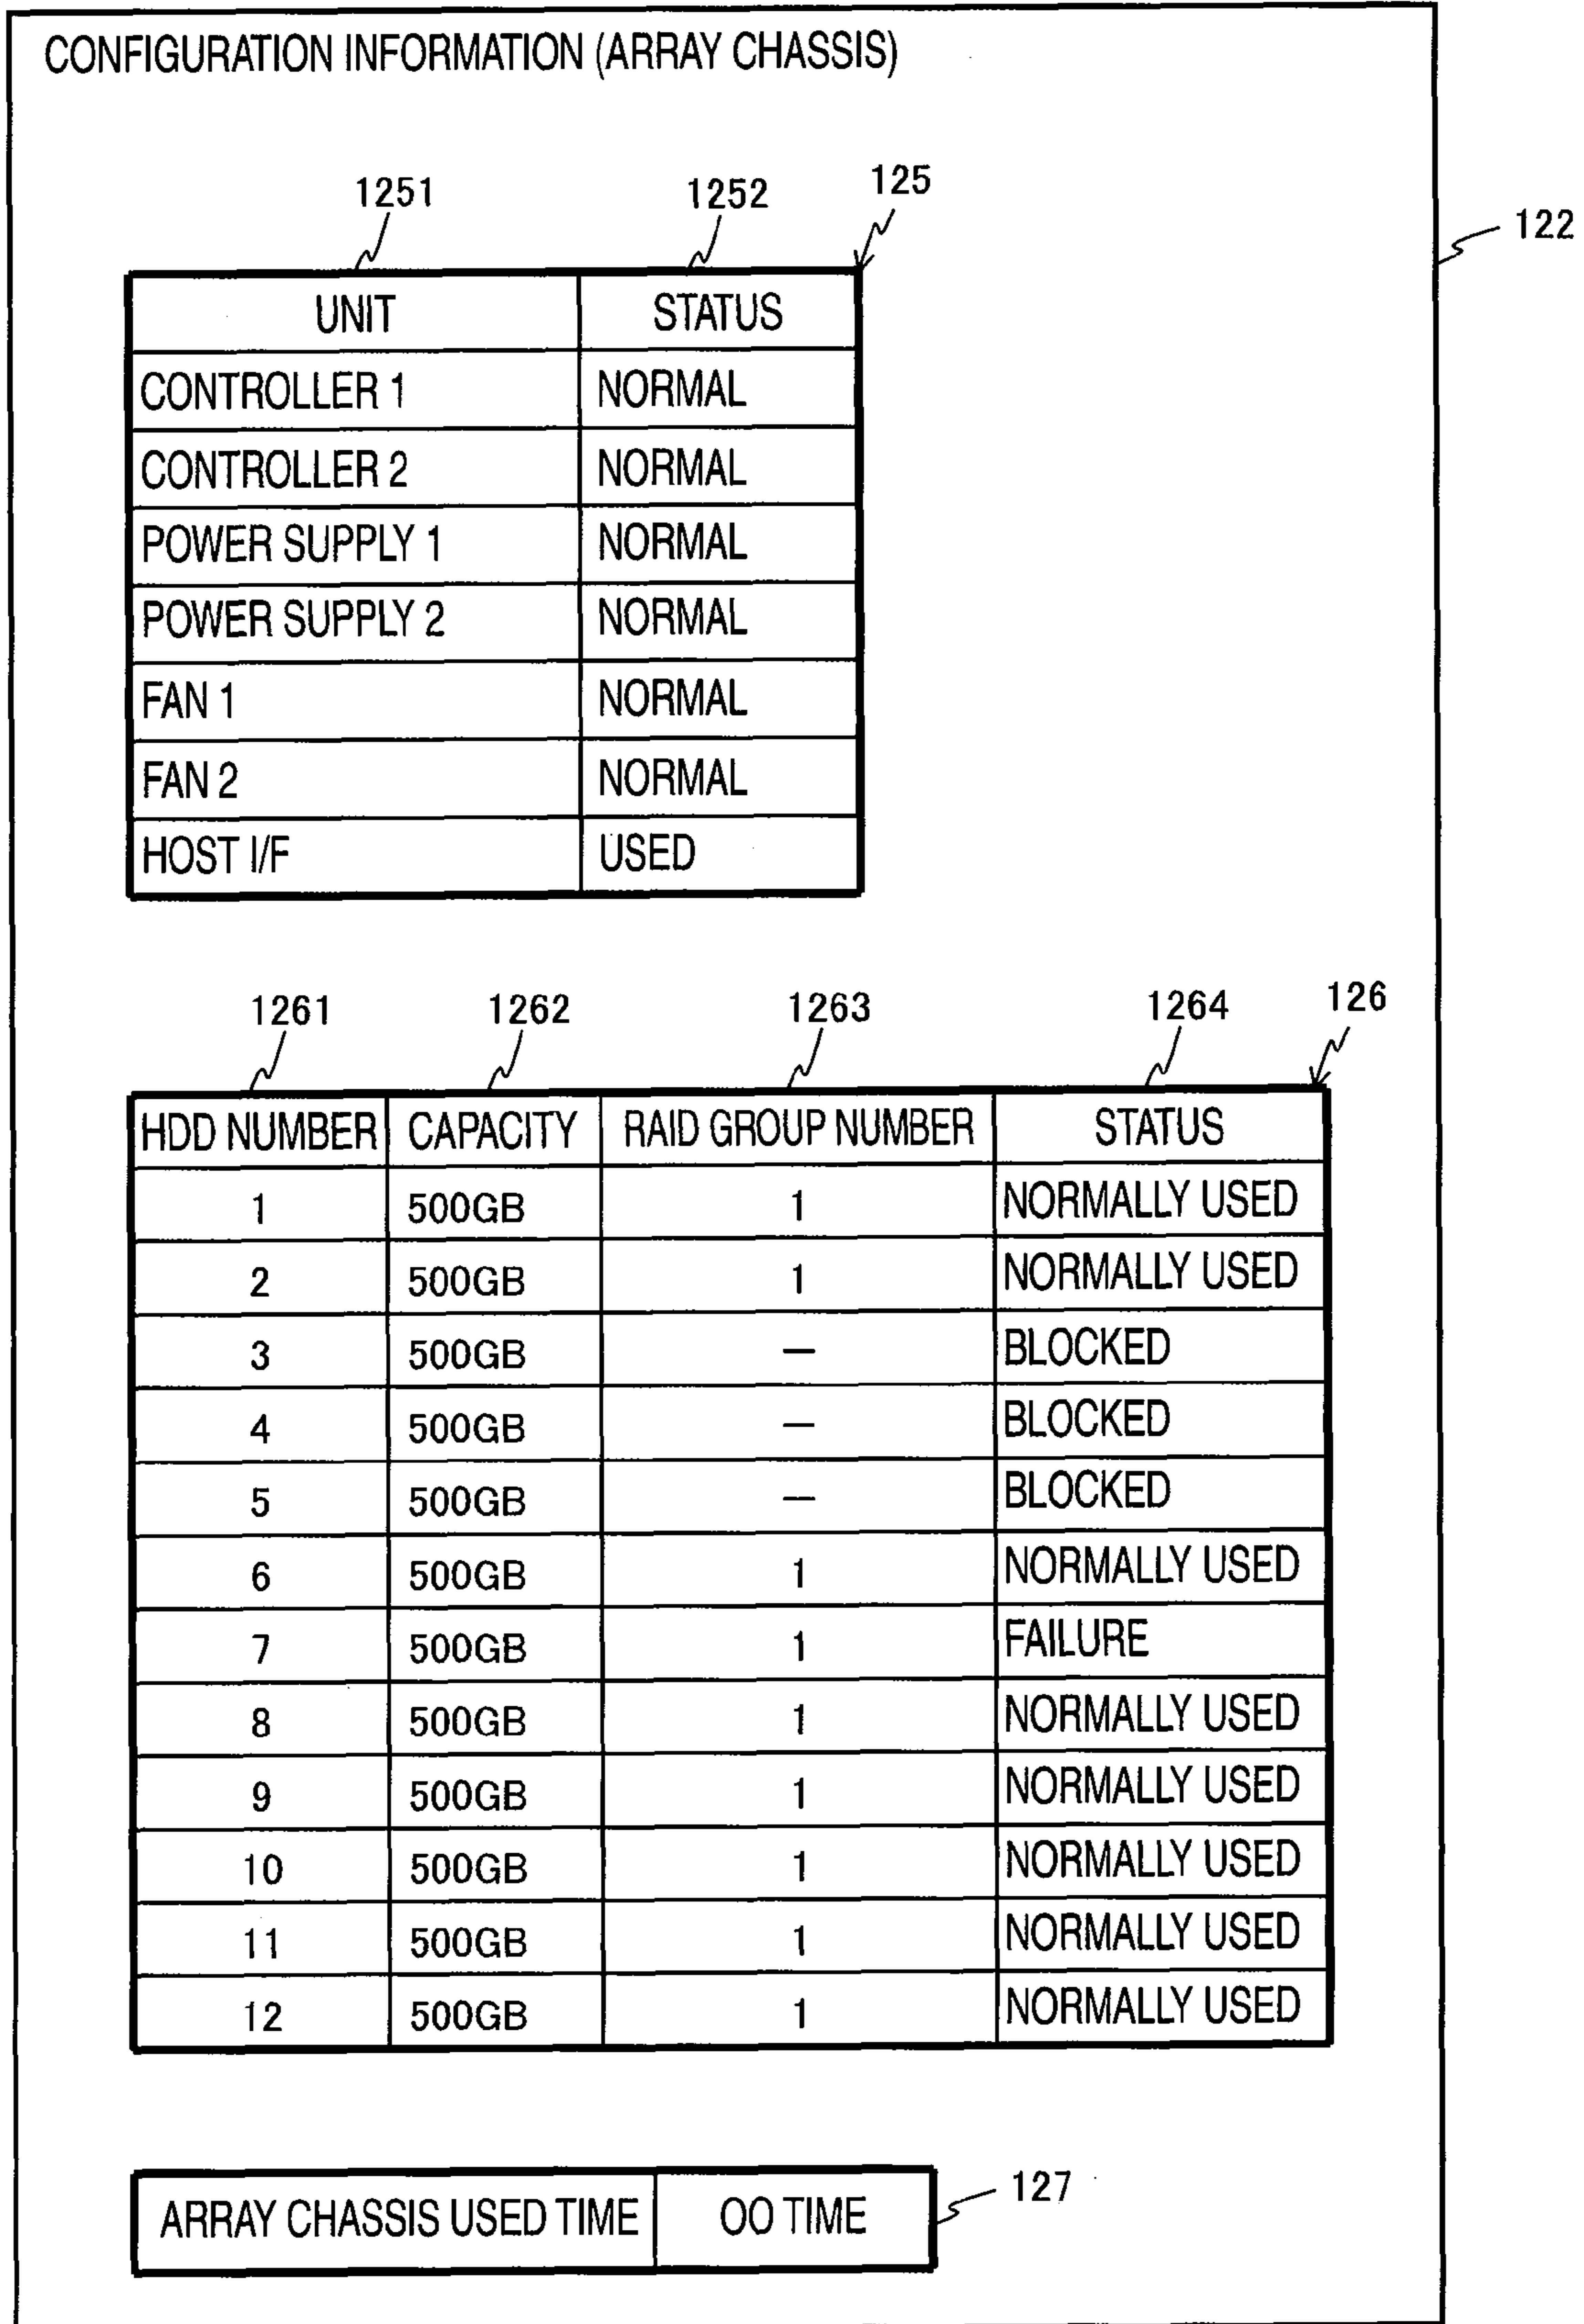 CONFIGURATION INFORMATION (ARRAY CHASSIS)
1251 1252 125
122
UNIT STATUS
CONTROLLER 1 NORMAL
CONTROLLER 2 NORMAL
POWER SUPPLY 1 NORMAL
POWER SUPPLY 2 NORMAL
FAN 1 NORMAL
FAN 2 NORMAL
HOST I/F USED
1261 1262 1263 1264 126
HDD NUMBER CAPACITY RAID GROUP NUMBER STATUS
1 500GB 1 NORMALLY USED
2 500GB 1 NORMALLY USED
3 500GB — BLOCKED
4 500GB — BLOCKED
5 500GB — BLOCKED
6 500GB 1 NORMALLY USED
7 500GB 1 FAILURE
8 500GB 1 NORMALLY USED
9 500GB 1 NORMALLY USED
10 500GB 1 NORMALLY USED
11 500GB 1 NORMALLY USED
12 500GB 1 NORMALLY USED
ARRAY CHASSIS USED TIME OO TIME 127